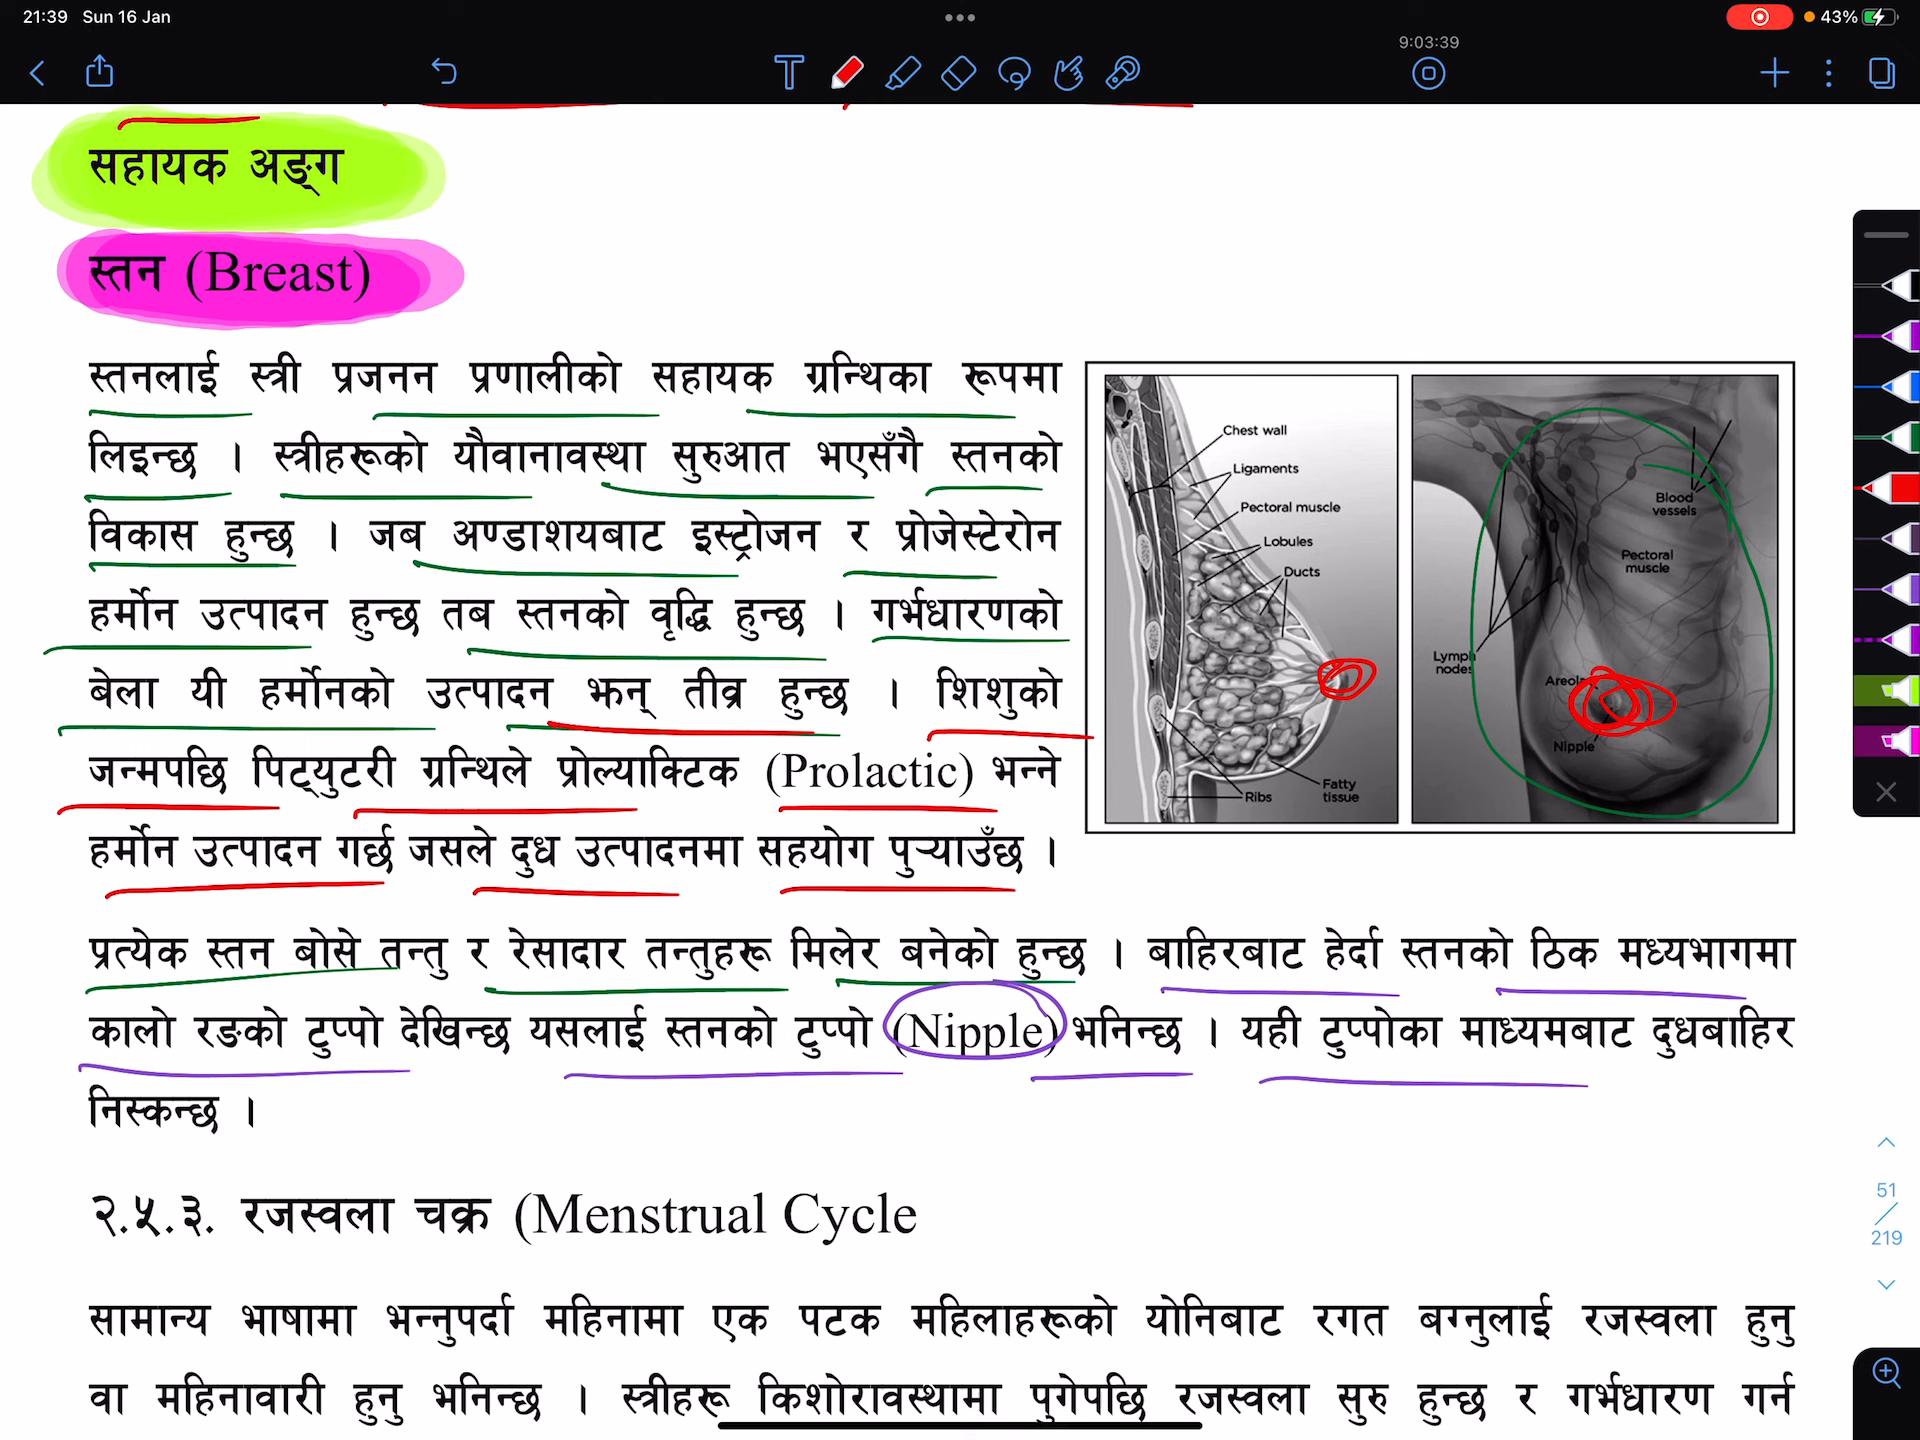 21:39 Sun 16 Jan
43%
9:03:39
सहायक अङ्ग
स्तन (Breast)
स्तनलाई स्त्री प्रजनन प्रणालीको सहायक ग्रन्थिका रूपमा
लिइन्छ । स्त्रीहरूको यौवानावस्था सुरुआत भएसँगै स्तनको
विकास हुन्छ । जब अण्डाशयबाट इस्ट्रोजन र प्रोजेस्टेरोन
हर्मोन उत्पादन हुन्छ तब स्तनको वृद्धि हुन्छ । गर्भधारणको
बेला यी हर्मोनको उत्पादन झन् तीव्र हुन्छ । शिशुको
जन्मपछि पिट्युटरी ग्रन्थिले प्रोल्याक्टिक (Prolactic) भन्ने
हर्मोन उत्पादन गर्छ जसले दुध उत्पादनमा सहयोग पुऱ्याउँछ ।
Chest wall
Ligaments
Pectoral muscle
Lobules
Ducts
Fatty
tissue
Ribs
Blood
vessels
Pectoral
muscle
Lymph
nodes
Areola
Nipple
प्रत्येक स्तन बोसे तन्तु र रेसादार तन्तुहरू मिलेर बनेको हुन्छ । बाहिरबाट हेर्दा स्तनको ठिक मध्यभागमा
कालो रङको टुप्पो देखिन्छ यसलाई स्तनको टुप्पो (Nipple) भनिन्छ । यही टुप्पोका माध्यमबाट दुधबाहिर
निस्कन्छ ।
२.५.३. रजस्वला चक्र (Menstrual Cycle
सामान्य भाषामा भन्नुपर्दा महिनामा एक पटक महिलाहरूको योनिबाट रगत बग्नुलाई रजस्वला हुनु
वा महिनावारी हुनु भनिन्छ । स्त्रीहरू किशोरावस्थामा पुगेपछि रजस्वला सुरु हुन्छ र गर्भधारण गर्न
51
/
219